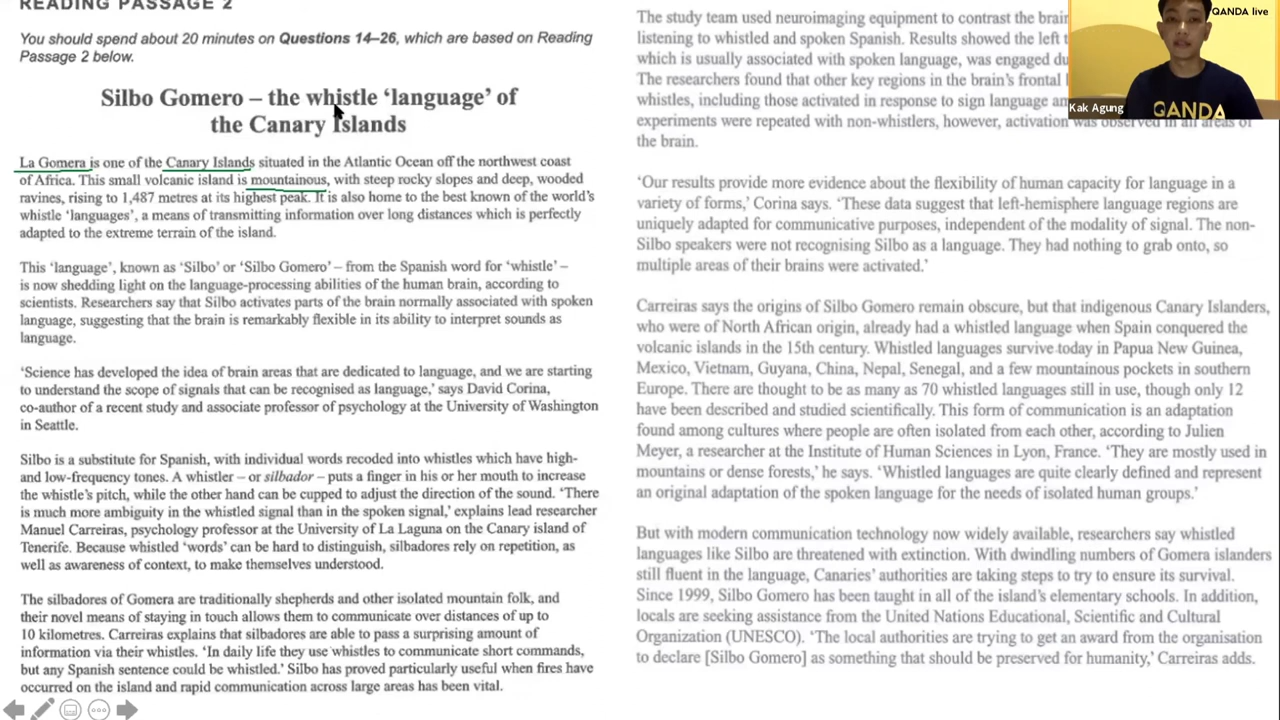 READING PASSAGE 2
You should spend about 20 minutes on Questions 14–26, which are based on Reading
Passage 2 below.
Silbo Gomero – the whistle ‘language’ of
the Canary Islands
La Gomera is one of the Canary Islands situated in the Atlantic Ocean off the northwest coast
of Africa. This small volcanic island is mountainous, with steep rocky slopes and deep, wooded
ravines, rising to 1,487 metres at its highest peak. It is also home to the best known of the world’s
whistle ‘languages’, a means of transmitting information over long distances which is perfectly
adapted to the extreme terrain of the island.
This ‘language’, known as ‘Silbo’ or ‘Silbo Gomero’ – from the Spanish word for ‘whistle’ –
is now shedding light on the language-processing abilities of the human brain, according to
scientists. Researchers say that Silbo activates parts of the brain normally associated with spoken
language, suggesting that the brain is remarkably flexible in its ability to interpret sounds as
language.
‘Science has developed the idea of brain areas that are dedicated to language, and we are starting
to understand the scope of signals that can be recognised as language,’ says David Corina,
co-author of a recent study and associate professor of psychology at the University of Washington
in Seattle.
Silbo is a substitute for Spanish, with individual words recoded into whistles which have high-
and low-frequency tones. A whistler – or silbador – puts a finger in his or her mouth to increase
the whistle’s pitch, while the other hand can be cupped to adjust the direction of the sound. ‘There
is much more ambiguity in the whistled signal than in the spoken signal,’ explains lead researcher
Manuel Carreiras, psychology professor at the University of La Laguna on the Canary island of
Tenerife. Because whistled ‘words’ can be hard to distinguish, silbadores rely on repetition, as
well as awareness of context, to make themselves understood.
The silbadores of Gomera are traditionally shepherds and other isolated mountain folk, and
their novel means of staying in touch allows them to communicate over distances of up to
10 kilometres. Carreiras explains that silbadores are able to pass a surprising amount of
information via their whistles. ‘In daily life they use whistles to communicate short commands,
but any Spanish sentence could be whistled.’ Silbo has proved particularly useful when fires have
occurred on the island and rapid communication across large areas has been vital.
The study team used neuroimaging equipment to contrast the brain
listening to whistled and spoken Spanish. Results showed the left
which is usually associated with spoken language, was engaged
The researchers found that other key regions in the brain’s frontal
whistles, including those activated in response to sign language
experiments were repeated with non-whistlers, however, activation was observed in all areas of
the brain.
‘Our results provide more evidence about the flexibility of human capacity for language in a
variety of forms,’ Corina says. ‘These data suggest that left-hemisphere language regions are
uniquely adapted for communicative purposes, independent of the modality of signal. The non-
Silbo speakers were not recognising Silbo as a language. They had nothing to grab onto, so
multiple areas of their brains were activated.’
Carreiras says the origins of Silbo Gomero remain obscure, but that indigenous Canary Islanders,
who were of North African origin, already had a whistled language when Spain conquered the
volcanic islands in the 15th century. Whistled languages survive today in Papua New Guinea,
Mexico, Vietnam, Guyana, China, Nepal, Senegal, and a few mountainous pockets in southern
Europe. There are thought to be as many as 70 whistled languages still in use, though only 12
have been described and studied scientifically. This form of communication is an adaptation
found among cultures where people are often isolated from each other, according to Julien
Meyer, a researcher at the Institute of Human Sciences in Lyon, France. ‘They are mostly used in
mountains or dense forests,’ he says. ‘Whistled languages are quite clearly defined and represent
an original adaptation of the spoken language for the needs of isolated human groups.’
But with modern communication technology now widely available, researchers say whistled
languages like Silbo are threatened with extinction. With dwindling numbers of Gomera islanders
still fluent in the language, Canaries’ authorities are taking steps to try to ensure its survival.
Since 1999, Silbo Gomero has been taught in all of the island’s elementary schools. In addition,
locals are seeking assistance from the United Nations Educational, Scientific and Cultural
Organization (UNESCO). ‘The local authorities are trying to get an award from the organisation
to declare [Silbo Gomero] as something that should be preserved for humanity,’ Carreiras adds.
QANDA live
Kak Agung
QANDA